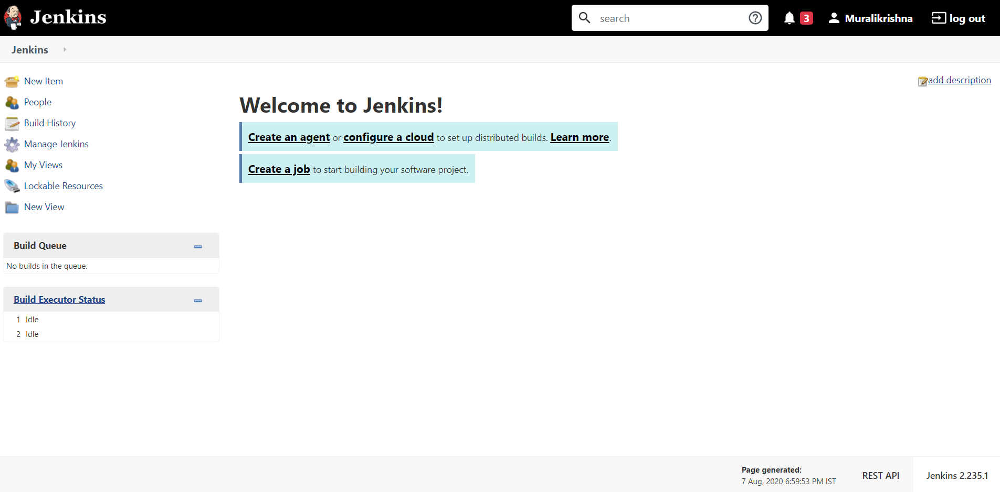 Jenkins
search
3
Muralikrishna
log out
Jenkins
New Item
People
Build History
Manage Jenkins
My Views
Lockable Resources
New View
add description
Welcome to Jenkins!
Create an agent or configure a cloud to set up distributed builds. Learn more.
Create a job to start building your software project.
Build Queue
No builds in the queue.
Build Executor Status
1 Idle
2 Idle
Page generated:
7 Aug, 2020 6:59:53 PM IST
REST API
Jenkins 2.235.1